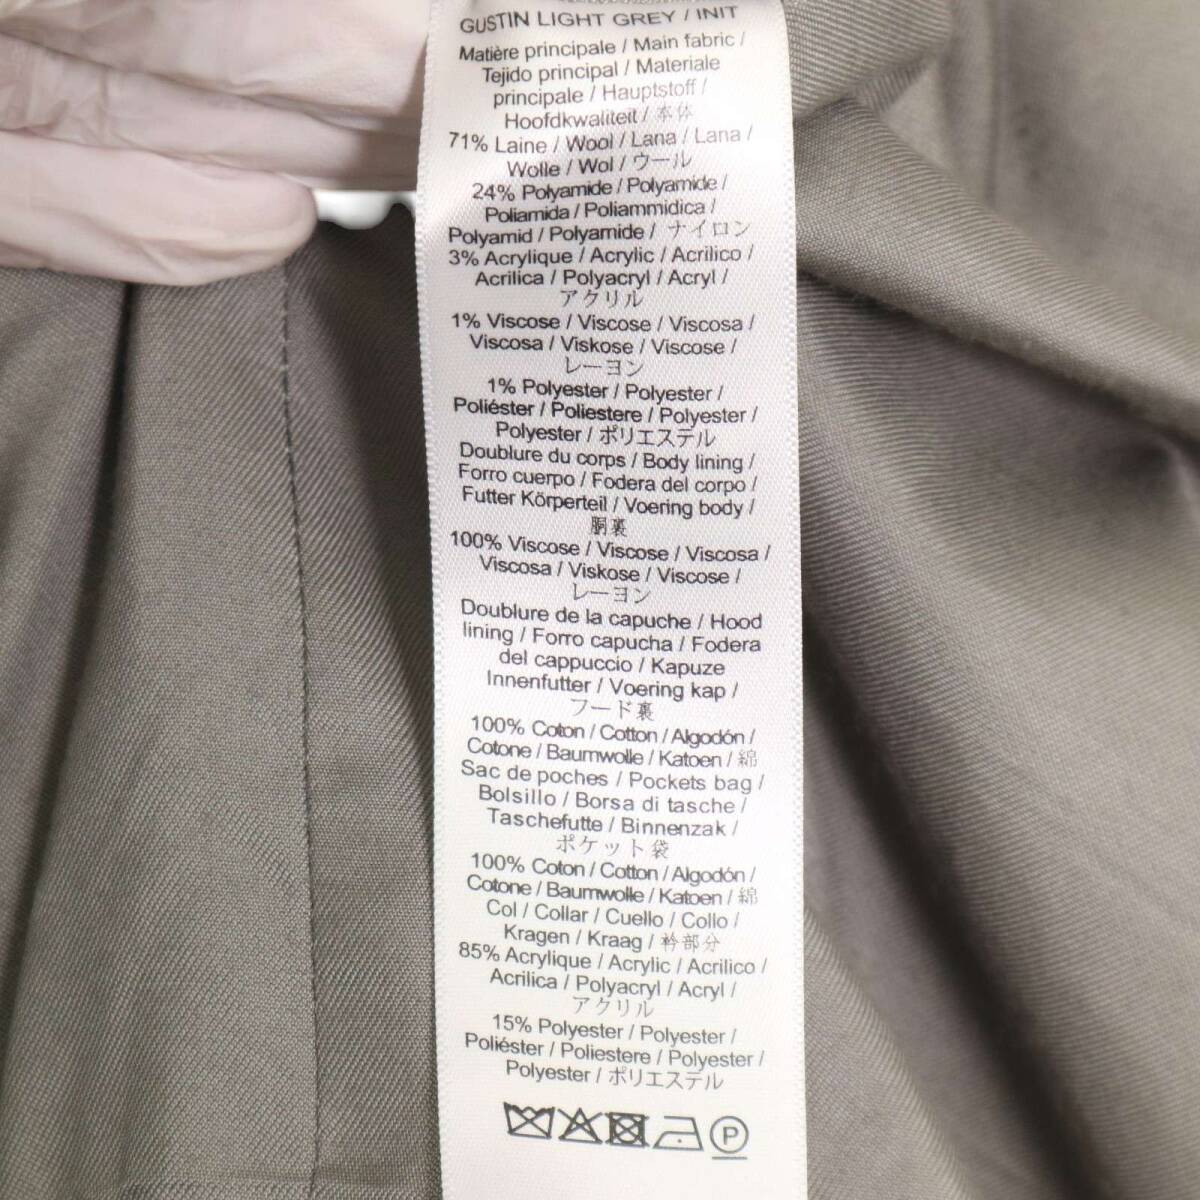 GUSTIN LIGHT GREY / INIT
Matière principale / Main fabric /
Tejido principal / Materiale
principale / Hauptstoff /
Hoofdkwaliteit / 本体
71% Laine / Wool / Lana / Lana /
Wolle / Wol / ウール
24% Polyamide / Polyamide /
Poliamida / Poliammidica /
Polyamid / Polyamide / ナイロン
3% Acrylique / Acrylic / Acrilico /
Acrilica / Polyacryl / Acryl /
アクリル
1% Viscose / Viscose / Viscosa /
Viscosa / Viskose / Viscose /
レーヨン
1% Polyester / Polyester /
Poliéster / Poliestere / Polyester /
Polyester / ポリエステル
Doublure du corps / Body lining /
Forro cuerpo / Fodera del corpo /
Futter Körperteil / Voering body /
胴裏
100% Viscose / Viscose / Viscosa /
Viscosa / Viskose / Viscose /
レーヨン
Doublure de la capuche / Hood
lining / Forro capucha / Fodera
del cappuccio / Kapuze
Innenfutter / Voering kap /
フード裏
100% Coton / Cotton / Algodón /
Cotone / Baumwolle / Katoen / 綿
Sac de poches / Pockets bag /
Bolsillo / Borsa di tasche /
Taschefutte / Binnenzak /
ポケット袋
100% Coton / Cotton / Algodón /
Cotone / Baumwolle / Katoen / 綿
Col / Collar / Cuello / Collo /
Kragen / Kraag / 衿部分
85% Acrylique / Acrylic / Acrilico /
Acrilica / Polyacryl / Acryl /
アクリル
15% Polyester / Polyester /
Poliéster / Poliestere / Polyester /
Polyester / ポリエステル
P